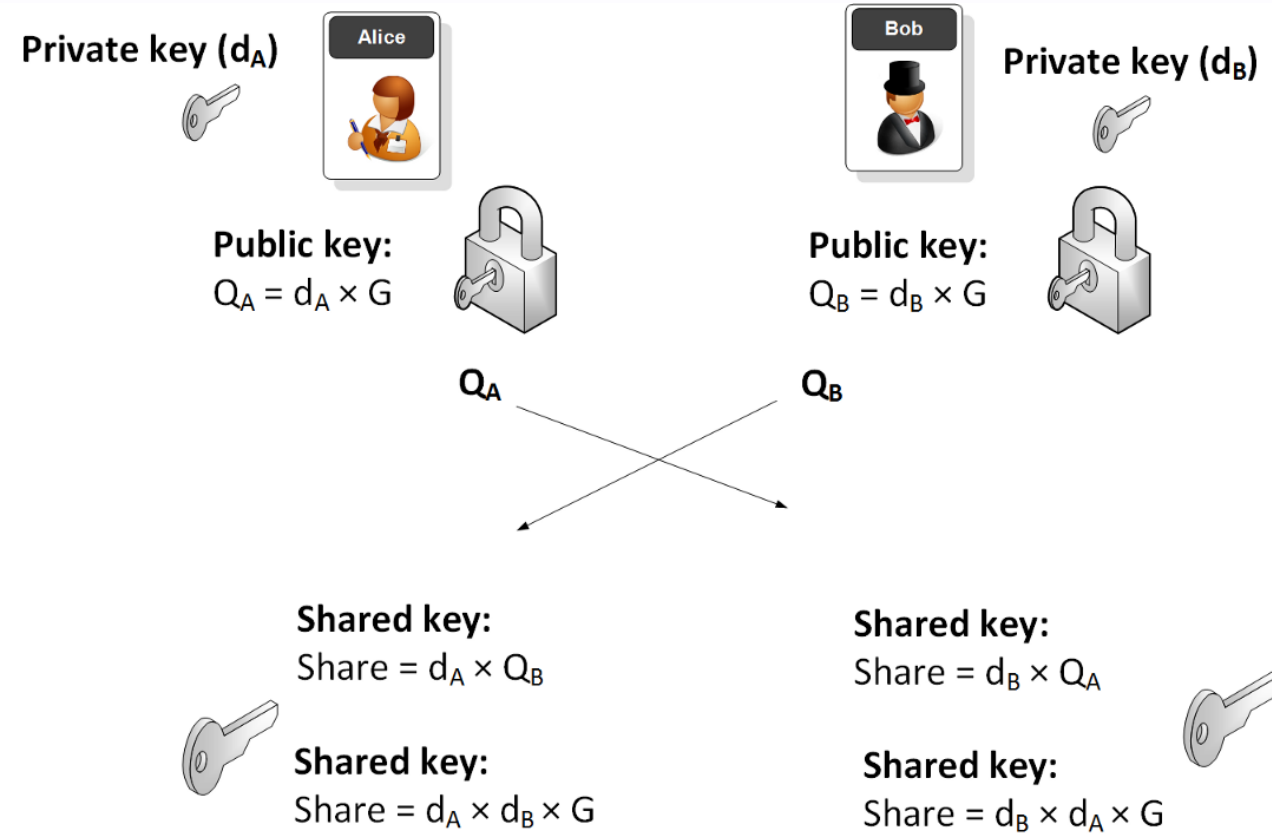 Alice
Private key (dA)
Bob
Private key (dB)
Public key:
QA = dA × G
Public key:
QB = dB × G
QA
QB
Shared key:
Share = dA × QB
Shared key:
Share = dB × QA
Shared key:
Share = dA × dB × G
Shared key:
Share = dB × dA × G